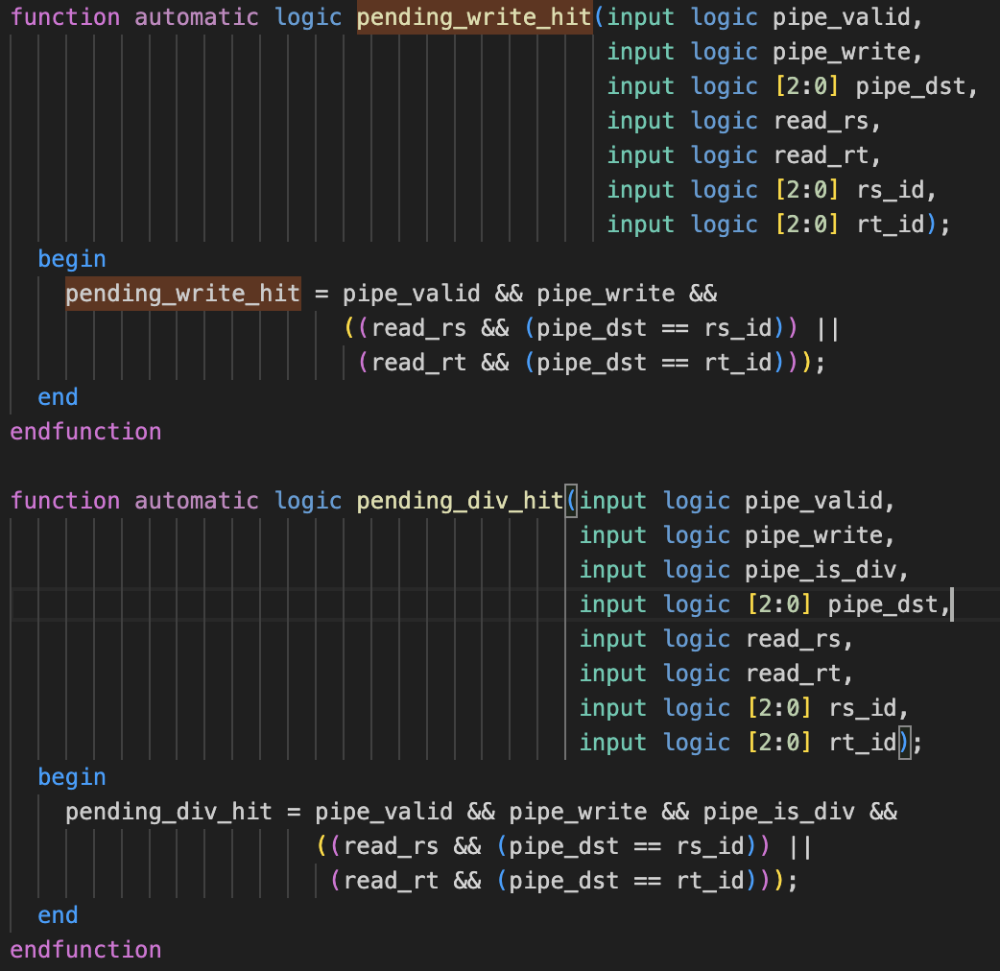 function automatic logic pending_write_hit(input logic pipe_valid,
input logic pipe_write,
input logic [2:0] pipe_dst,
input logic read_rs,
input logic read_rt,
input logic [2:0] rs_id,
input logic [2:0] rt_id);
begin
pending_write_hit = pipe_valid && pipe_write &&
((read_rs && (pipe_dst == rs_id)) ||
(read_rt && (pipe_dst == rt_id)));
end
endfunction
function automatic logic pending_div_hit(input logic pipe_valid,
input logic pipe_write,
input logic pipe_is_div,
input logic [2:0] pipe_dst,
input logic read_rs,
input logic read_rt,
input logic [2:0] rs_id,
input logic [2:0] rt_id);
begin
pending_div_hit = pipe_valid && pipe_write && pipe_is_div &&
((read_rs && (pipe_dst == rs_id)) ||
(read_rt && (pipe_dst == rt_id)));
end
endfunction